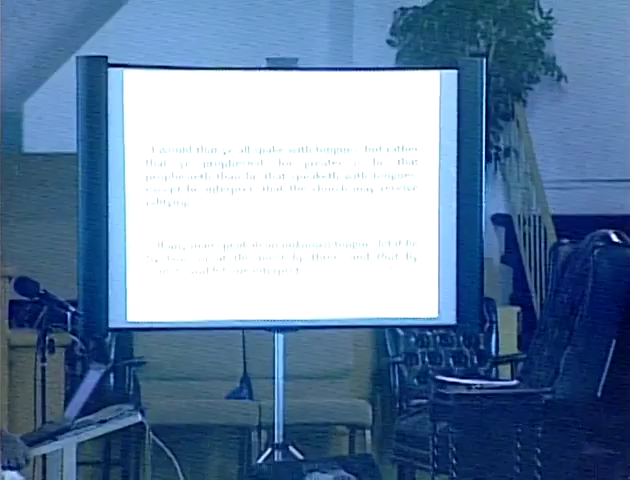 I would that ye all spake with tongues, but rather
that ye prophesied: for greater is he that
prophesieth than he that speaketh with tongues,
except he interpret, that the church may receive
edifying.
If any man speak in an unknown tongue, let it be
by two, or at the most by three, and that by
course; and let one interpret.